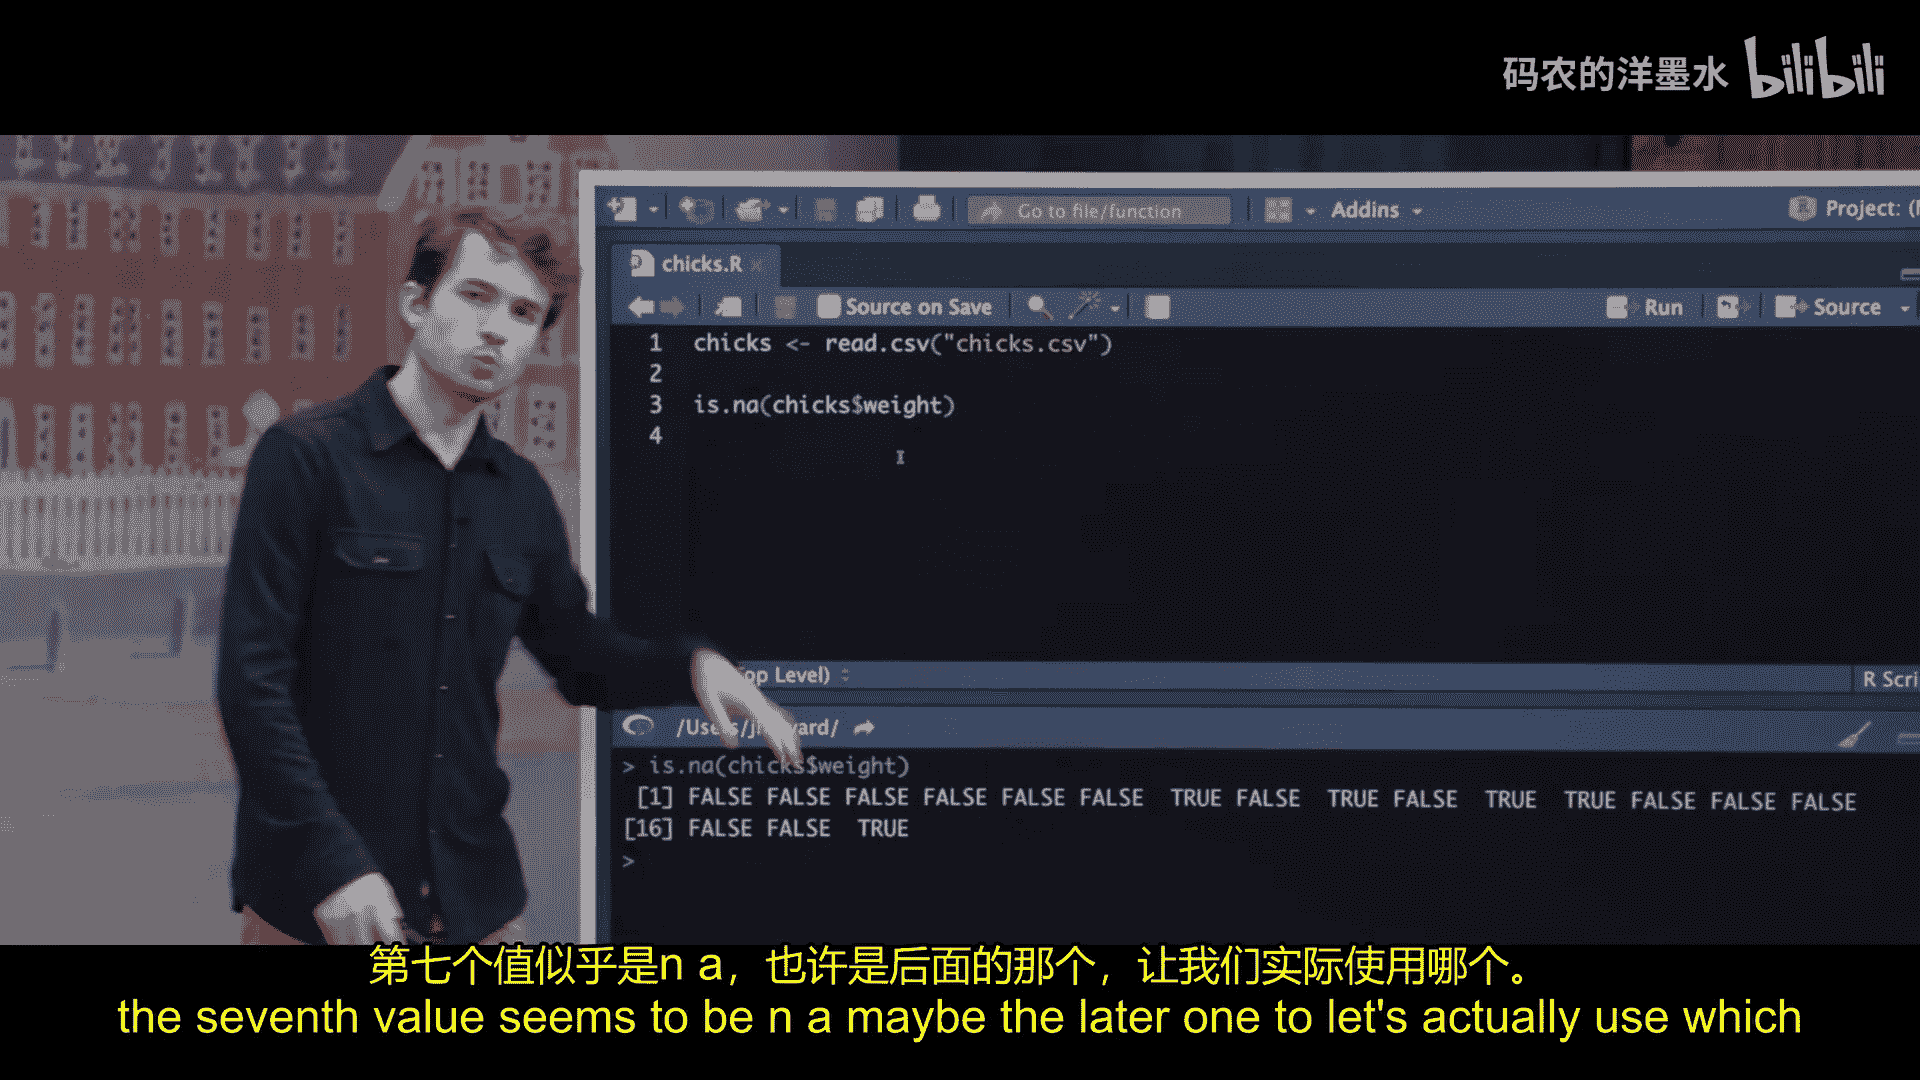 码农的洋墨水 bilibili
Go to file/function Addins Project: (
chicks.R
Source on Save Run Source
1 chicks <- read.csv("chicks.csv")
2
3 is.na(chicks$weight)
4
op Level) R Scri
> is.na(chicks$weight)
[1] FALSE FALSE FALSE FALSE FALSE FALSE TRUE FALSE TRUE FALSE TRUE TRUE FALSE FALSE FALSE
[16] FALSE FALSE TRUE
>
第七个值似乎是n a，也许是后面的那个，让我们实际使用哪个。
the seventh value seems to be n a maybe the later one to let's actually use which